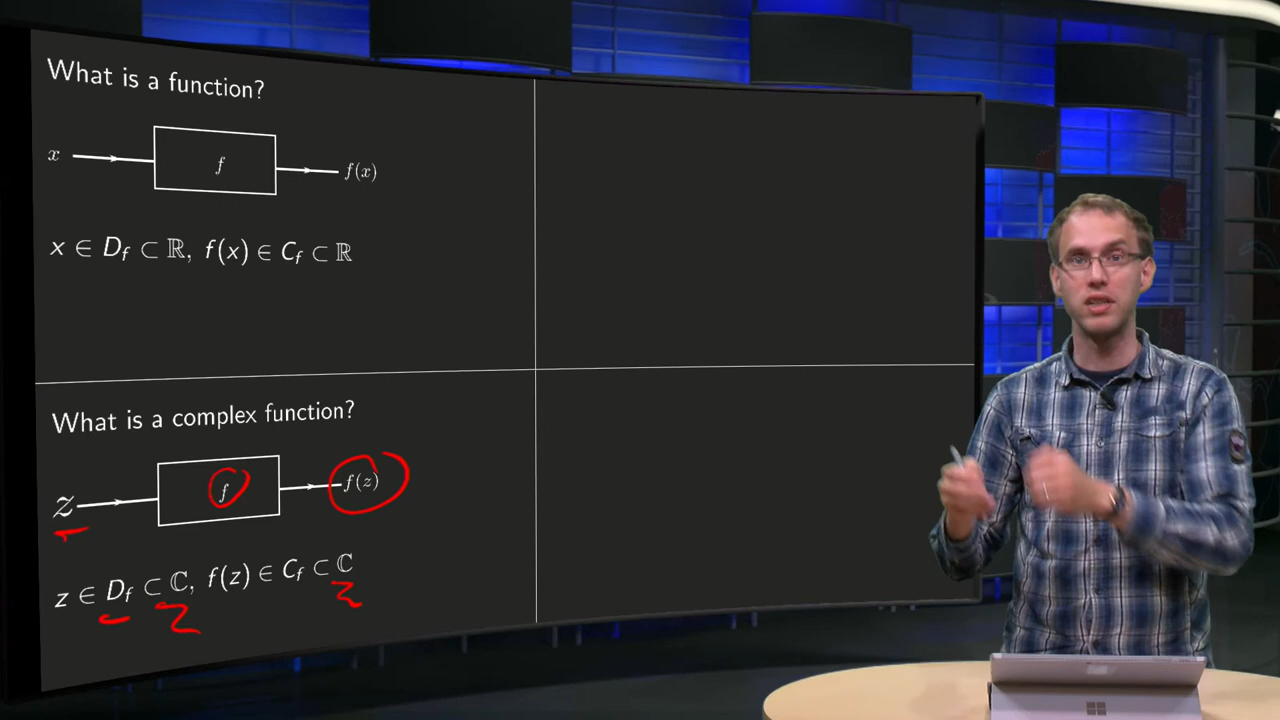 What is a function?
x f f(x)
x ∈ D_f ⊂ ℝ, f(x) ∈ C_f ⊂ ℝ
What is a complex function?
z f f(z)
z ∈ D_f ⊂ ℂ, f(z) ∈ C_f ⊂ ℂ